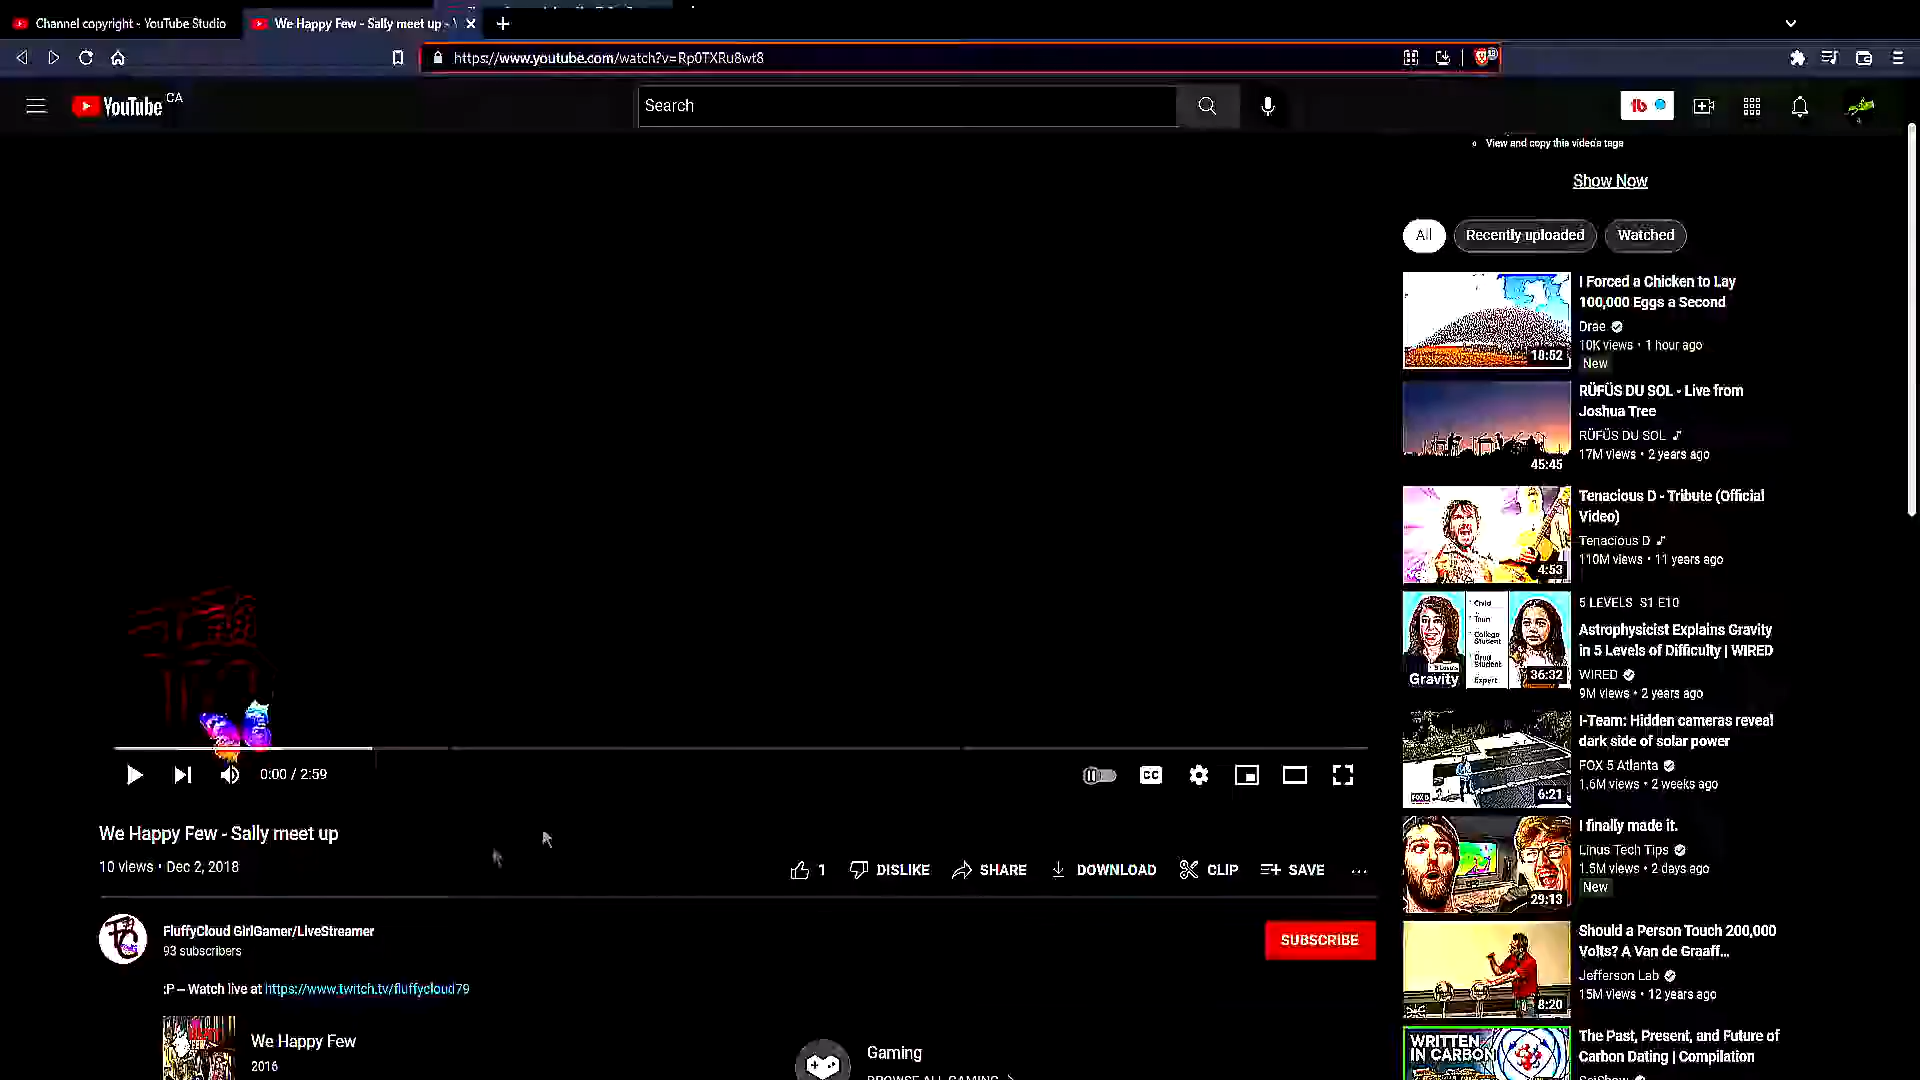 Channel copyright - YouTube Studio
We Happy Few - Sally meet up -
https://www.youtube.com/watch?v=Rp0TXRu8wt8
YouTube CA
Search
View and copy this video's tags
Show Now
All
Recently uploaded
Watched
I Forced a Chicken to Lay
100,000 Eggs a Second
Drae
10K views • 1 hour ago
New
18:52
RÜFÜS DU SOL - Live from
Joshua Tree
RÜFÜS DU SOL
17M views • 2 years ago
45:45
Tenacious D - Tribute (Official
Video)
Tenacious D
110M views • 11 years ago
4:53
5 LEVELS S1 E10
Astrophysicist Explains Gravity
in 5 Levels of Difficulty | WIRED
WIRED
9M views • 2 years ago
Child
Teen
College
Student
Grad
Student
Expert
Gravity
36:32
I-Team: Hidden cameras reveal
dark side of solar power
FOX 5 Atlanta
1.6M views • 2 weeks ago
6:21
I finally made it.
Linus Tech Tips
1.5M views • 2 days ago
New
29:13
Should a Person Touch 200,000
Volts? A Van de Graaff...
Jefferson Lab
15M views • 12 years ago
8:20
The Past, Present, and Future of
Carbon Dating | Compilation
WRITTEN
IN CARBON
0:00 / 2:59
CC
We Happy Few - Sally meet up
10 views • Dec 2, 2018
1
DISLIKE
SHARE
DOWNLOAD
CLIP
SAVE
FluffyCloud GirlGamer/LiveStreamer
93 subscribers
SUBSCRIBE
:P -- Watch live at https://www.twitch.tv/fluffycloud79
We Happy Few
2016
Gaming
BROWSE ALL GAMING